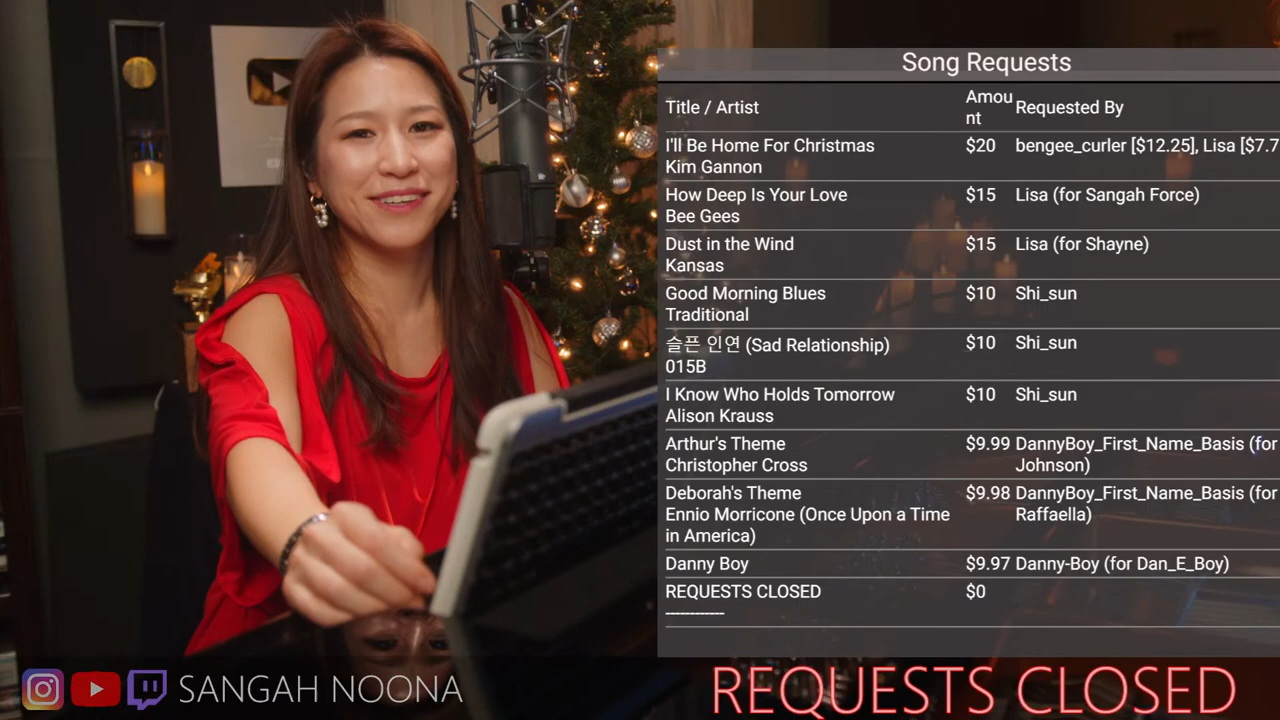 Song Requests
Title / Artist
Amou
nt
Requested By
I'll Be Home For Christmas
Kim Gannon
$20
bengee_curler [$12.25], Lisa [$7.7
How Deep Is Your Love
Bee Gees
$15
Lisa (for Sangah Force)
Dust in the Wind
Kansas
$15
Lisa (for Shayne)
Good Morning Blues
Traditional
$10
Shi_sun
슬픈 인연 (Sad Relationship)
015B
$10
Shi_sun
I Know Who Holds Tomorrow
Alison Krauss
$10
Shi_sun
Arthur's Theme
Christopher Cross
$9.99
DannyBoy_First_Name_Basis (for
Johnson)
Deborah's Theme
Ennio Morricone (Once Upon a Time
in America)
$9.98
DannyBoy_First_Name_Basis (for
Raffaella)
Danny Boy
$9.97
Danny-Boy (for Dan_E_Boy)
REQUESTS CLOSED
------------
$0
SANGAH NOONA
REQUESTS CLOSED